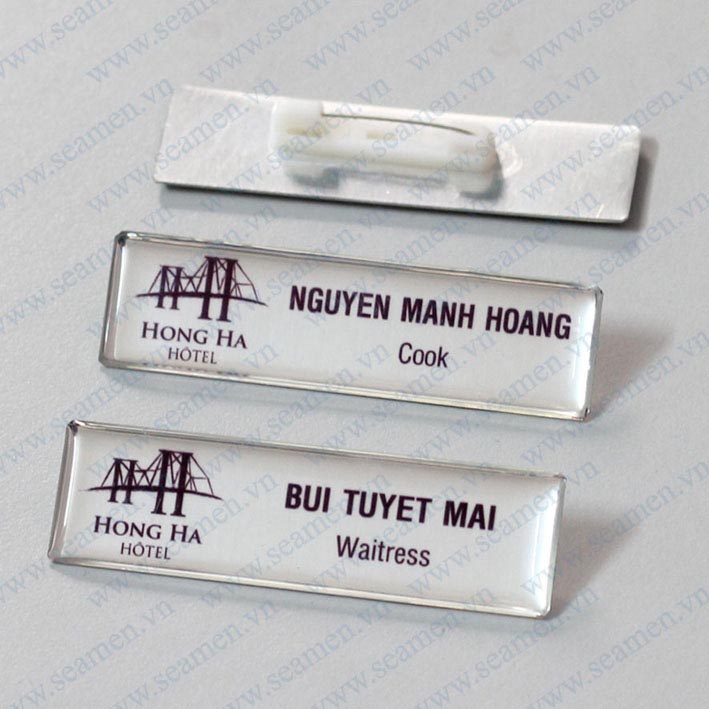 HONG HA
HÔTEL
NGUYEN MANH HOANG
Cook
HONG HA
HÔTEL
BUI TUYET MAI
Waitress
www.seamen.vn